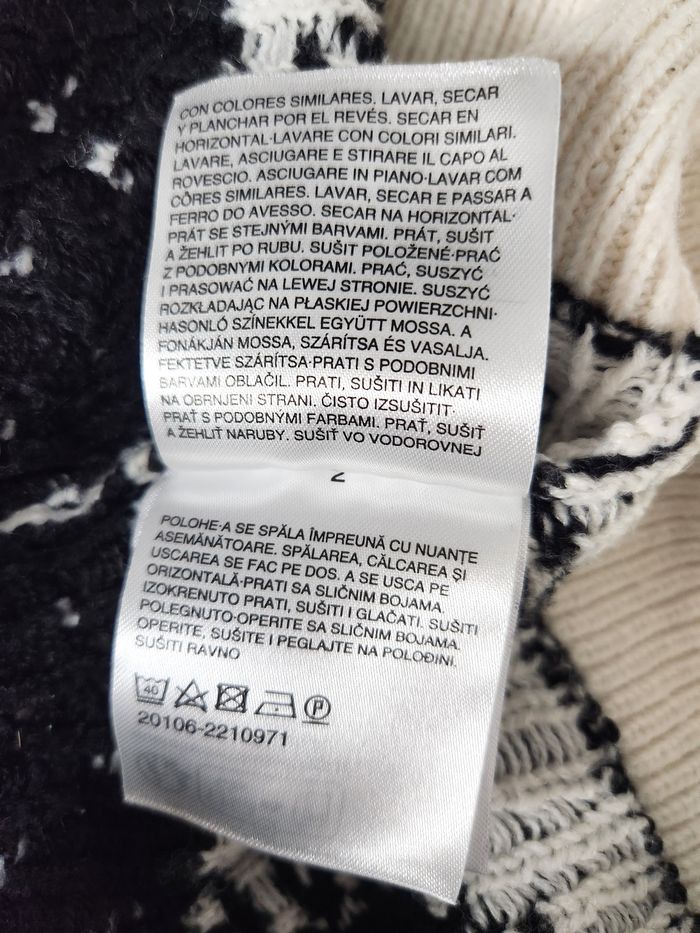 CON COLORES SIMILARES. LAVAR, SECAR
Y PLANCHAR POR EL REVÉS. SECAR EN
HORIZONTAL·LAVARE CON COLORI SIMILARI.
LAVARE, ASCIUGARE E STIRARE IL CAPO AL
ROVESCIO. ASCIUGARE IN PIANO·LAVAR COM
CÔRES SIMILARES. LAVAR, SECAR E PASSAR A
FERRO DO AVESSO. SECAR NA HORIZONTAL·
PRÁT SE STEJNÝMI BARVAMI. PRÁT, SUŠIT
A ŽEHLIT PO RUBU. SUŠIT POLOŽENÉ·PRAĆ
Z PODOBNYMI KOLORAMI. PRAĆ, SUSZYĆ
I PRASOWAĆ NA LEWEJ STRONIE. SUSZYĆ
ROZKŁADAJĄC NA PŁASKIEJ POWIERZCHNI·
HASONLÓ SZÍNEKKEL EGYÜTT MOSSA. A
FONÁKJÁN MOSSA, SZÁRÍTSA ÉS VASALJA.
FEKTETVE SZÁRÍTSA·PRATI S PODOBNIMI
BARVAMI OBLAČIL. PRATI, SUŠITI IN LIKATI
NA OBRNJENI STRANI. ČISTO IZSUŠITIT·
PRAŤ S PODOBNÝMI FARBAMI. PRAŤ, SUŠIŤ
A ŽEHLIŤ NARUBY. SUŠIŤ VO VODOROVNEJ
2
POLOHE·A SE SPĂLA ÎMPREUNĂ CU NUANȚE
ASEMĂNĂTOARE. SPĂLAREA, CĂLCAREA ȘI
USCAREA SE FAC PE DOS. A SE USCA PE
ORIZONTALĂ·PRATI SA SLIČNIM BOJAMA.
IZOKRENUTO PRATI, SUŠITI I GLAČATI. SUŠITI
POLEGNUTO·OPERITE SA SLIČNIM BOJAMA.
OPERITE, SUŠITE I PEGLAJTE NA POLOĐINI.
SUŠITI RAVNO
40 P
20106-2210971